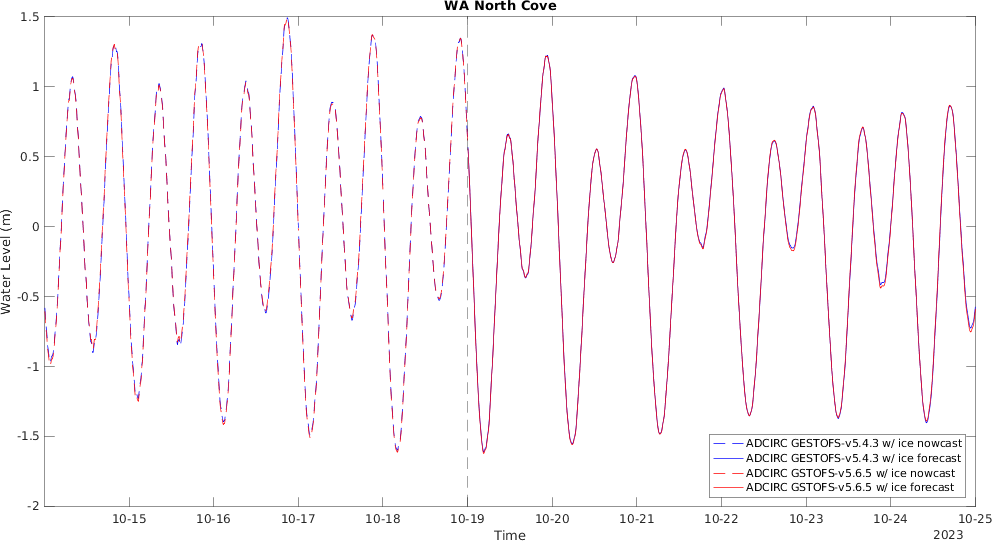 WA North Cove
1.5
1
0.5
0
-0.5
-1
-1.5
-2
Water Level (m)
10-15
10-16
10-17
10-18
10-19
10-20
10-21
10-22
10-23
10-24
10-25
Time
2023
ADCIRC GESTOFS-v5.4.3 w/ ice nowcast
ADCIRC GESTOFS-v5.4.3 w/ ice forecast
ADCIRC GSTOFS-v5.6.5 w/ ice nowcast
ADCIRC GSTOFS-v5.6.5 w/ ice forecast